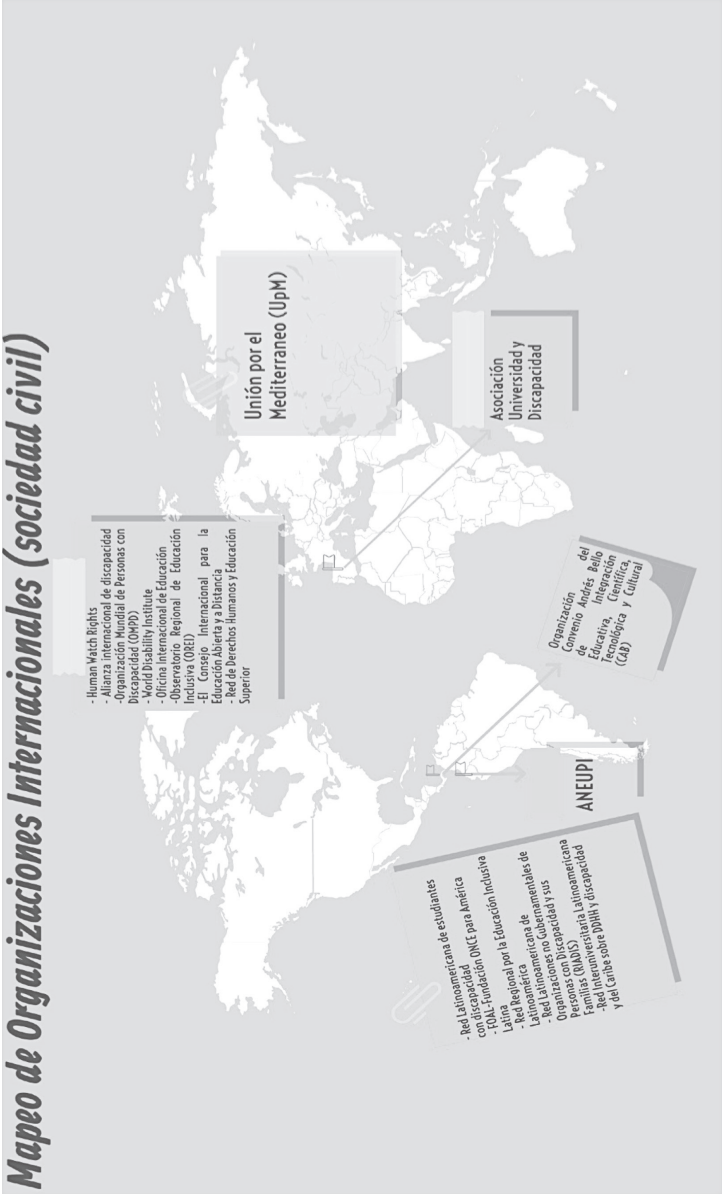 Mapeo de Organizaciones Internacionales (sociedad civil)
- Human Watch Rights
- Alianza internacional de discapacidad
-Organización Mundial de Personas con
Discapacidad (OMPD)
- World Disability Institute
- Oficina Internacional de Educación
-Observatorio Regional de Educación
Inclusiva (OREI)
-El Consejo Internacional para la
Educación Abierta y a Distancia
- Red de Derechos Humanos y Educación
Superior
Unión por el
Mediterraneo (UpM)
- Red Latinoamericana de estudiantes
con discapacidad
- FOAL-Fundación ONCE para América
Latina
- Red Regional por la Educación Inclusiva
Latinoamérica
- Red Latinoamericana de
Organizaciones no Gubernamentales de
Personas con Discapacidad y sus
Familias (RIADIS)
-Red Interuniversitaria Latinoamericana
y del Caribe sobre DDHH y discapacidad
ANEUPI
Organización del
Convenio Andrés Bello
de Integración
Educativa, Científica,
Tecnológica y Cultural
(CAB)
Asociación
Universidad y
Discapacidad